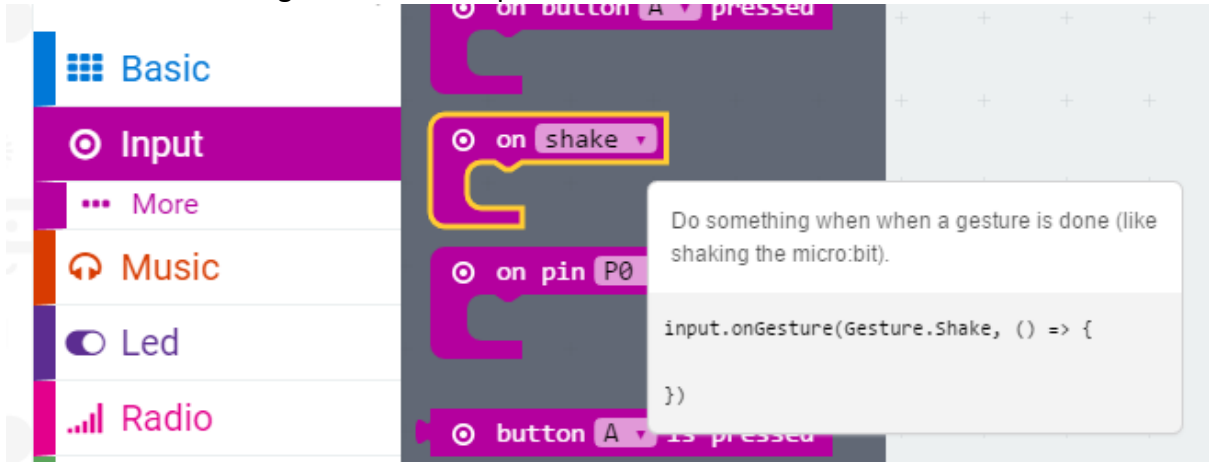 on button A pressed
Basic
Input
on shake
More
Do something when when a gesture is done (like
shaking the micro:bit).
Music
on pin P0
input.onGesture(Gesture.Shake, () => {
Led
})
Radio
button A is pressed